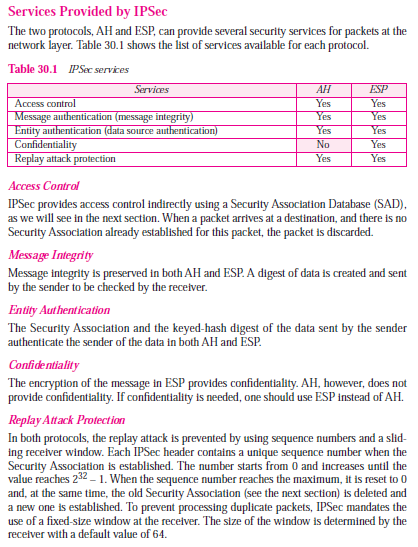 Services Provided by IPSec
The two protocols, AH and ESP, can provide several security services for packets at the
network layer. Table 30.1 shows the list of services available for each protocol.
Table 30.1 IPSec services
Services AH ESP
Access control Yes Yes
Message authentication (message integrity) Yes Yes
Entity authentication (data source authentication) Yes Yes
Confidentiality No Yes
Replay attack protection Yes Yes
Access Control
IPSec provides access control indirectly using a Security Association Database (SAD),
as we will see in the next section. When a packet arrives at a destination, and there is no
Security Association already established for this packet, the packet is discarded.
Message Integrity
Message integrity is preserved in both AH and ESP. A digest of data is created and sent
by the sender to be checked by the receiver.
Entity Authentication
The Security Association and the keyed-hash digest of the data sent by the sender
authenticate the sender of the data in both AH and ESP.
Confidentiality
The encryption of the message in ESP provides confidentiality. AH, however, does not
provide confidentiality. If confidentiality is needed, one should use ESP instead of AH.
Replay Attack Protection
In both protocols, the replay attack is prevented by using sequence numbers and a slid-
ing receiver window. Each IPSec header contains a unique sequence number when the
Security Association is established. The number starts from 0 and increases until the
value reaches 2³² – 1. When the sequence number reaches the maximum, it is reset to 0
and, at the same time, the old Security Association (see the next section) is deleted and
a new one is established. To prevent processing duplicate packets, IPSec mandates the
use of a fixed-size window at the receiver. The size of the window is determined by the
receiver with a default value of 64.